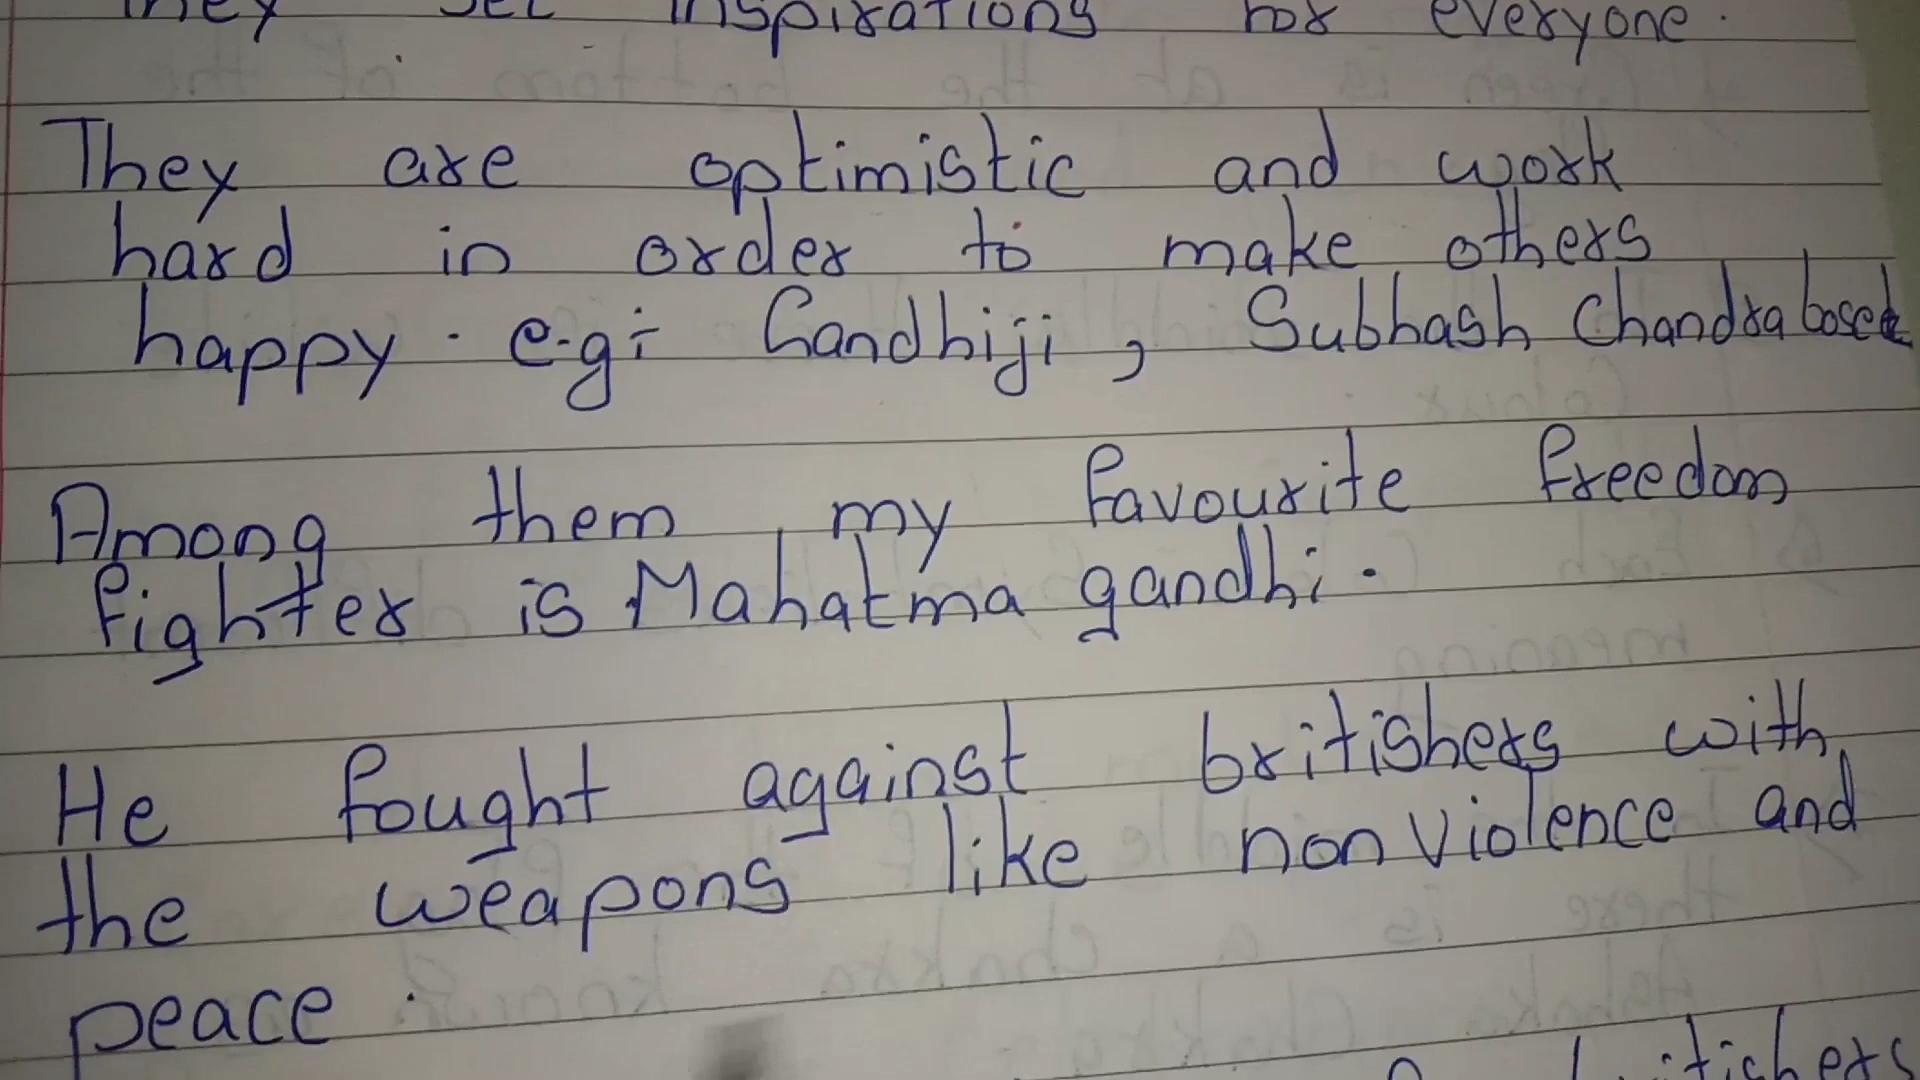 They set inspirations for everyone.
They are optimistic and work
hard in order to make others
happy. e.g:- Gandhiji, Subhash Chandra bose
Among them my favourite freedom
fighter is Mahatma gandhi.
He fought against britishers with
the weapons like non violence and
peace.
britishers